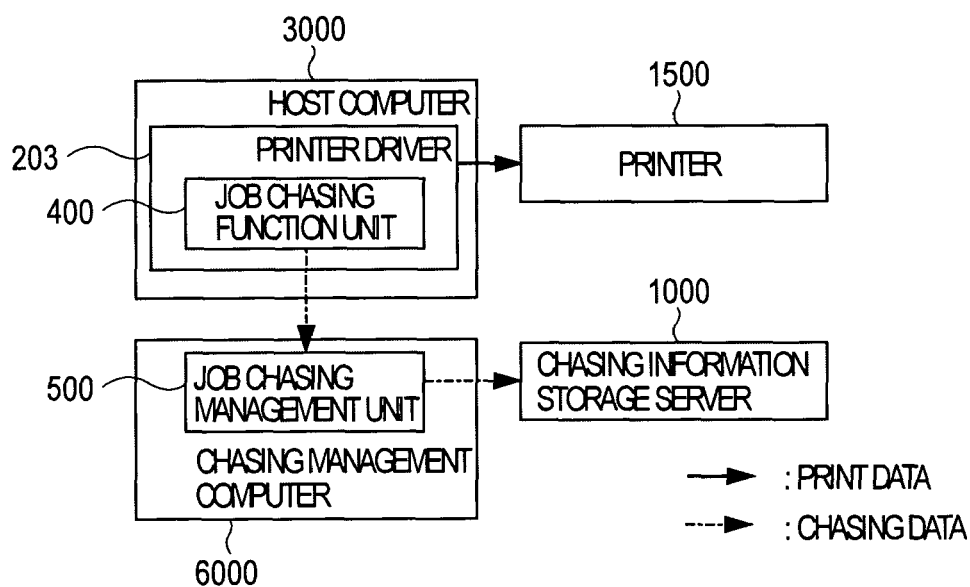 3000
HOST COMPUTER
203
PRINTER DRIVER
400
JOB CHASING
FUNCTION UNIT
1500
PRINTER
500
JOB CHASING
MANAGEMENT UNIT
CHASING MANAGEMENT
COMPUTER
6000
1000
CHASING INFORMATION
STORAGE SERVER
: PRINT DATA
: CHASING DATA